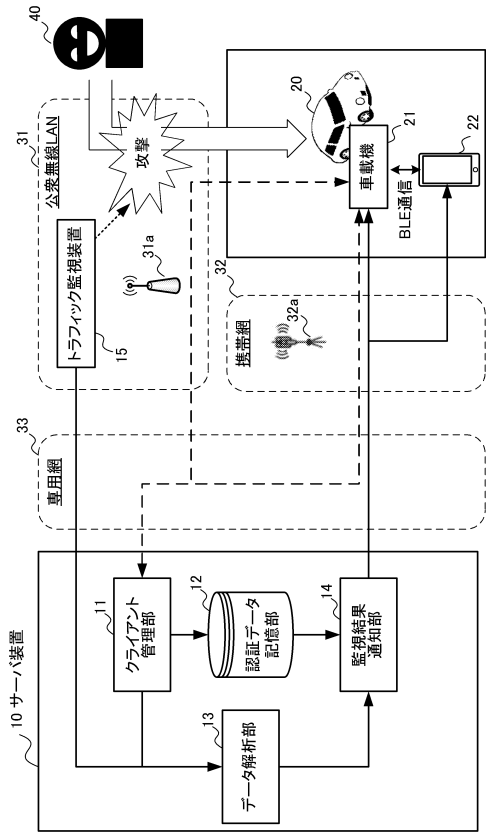 10 サーバ装置
11
クライアント
管理部
12
認証データ
記憶部
13
データ解析部
14
監視結果
通知部
33
専用網
31
公衆無線LAN
トラフィック監視装置
15
31a
攻撃
40
32
携帯網
32a
20
車載機
21
BLE通信
22